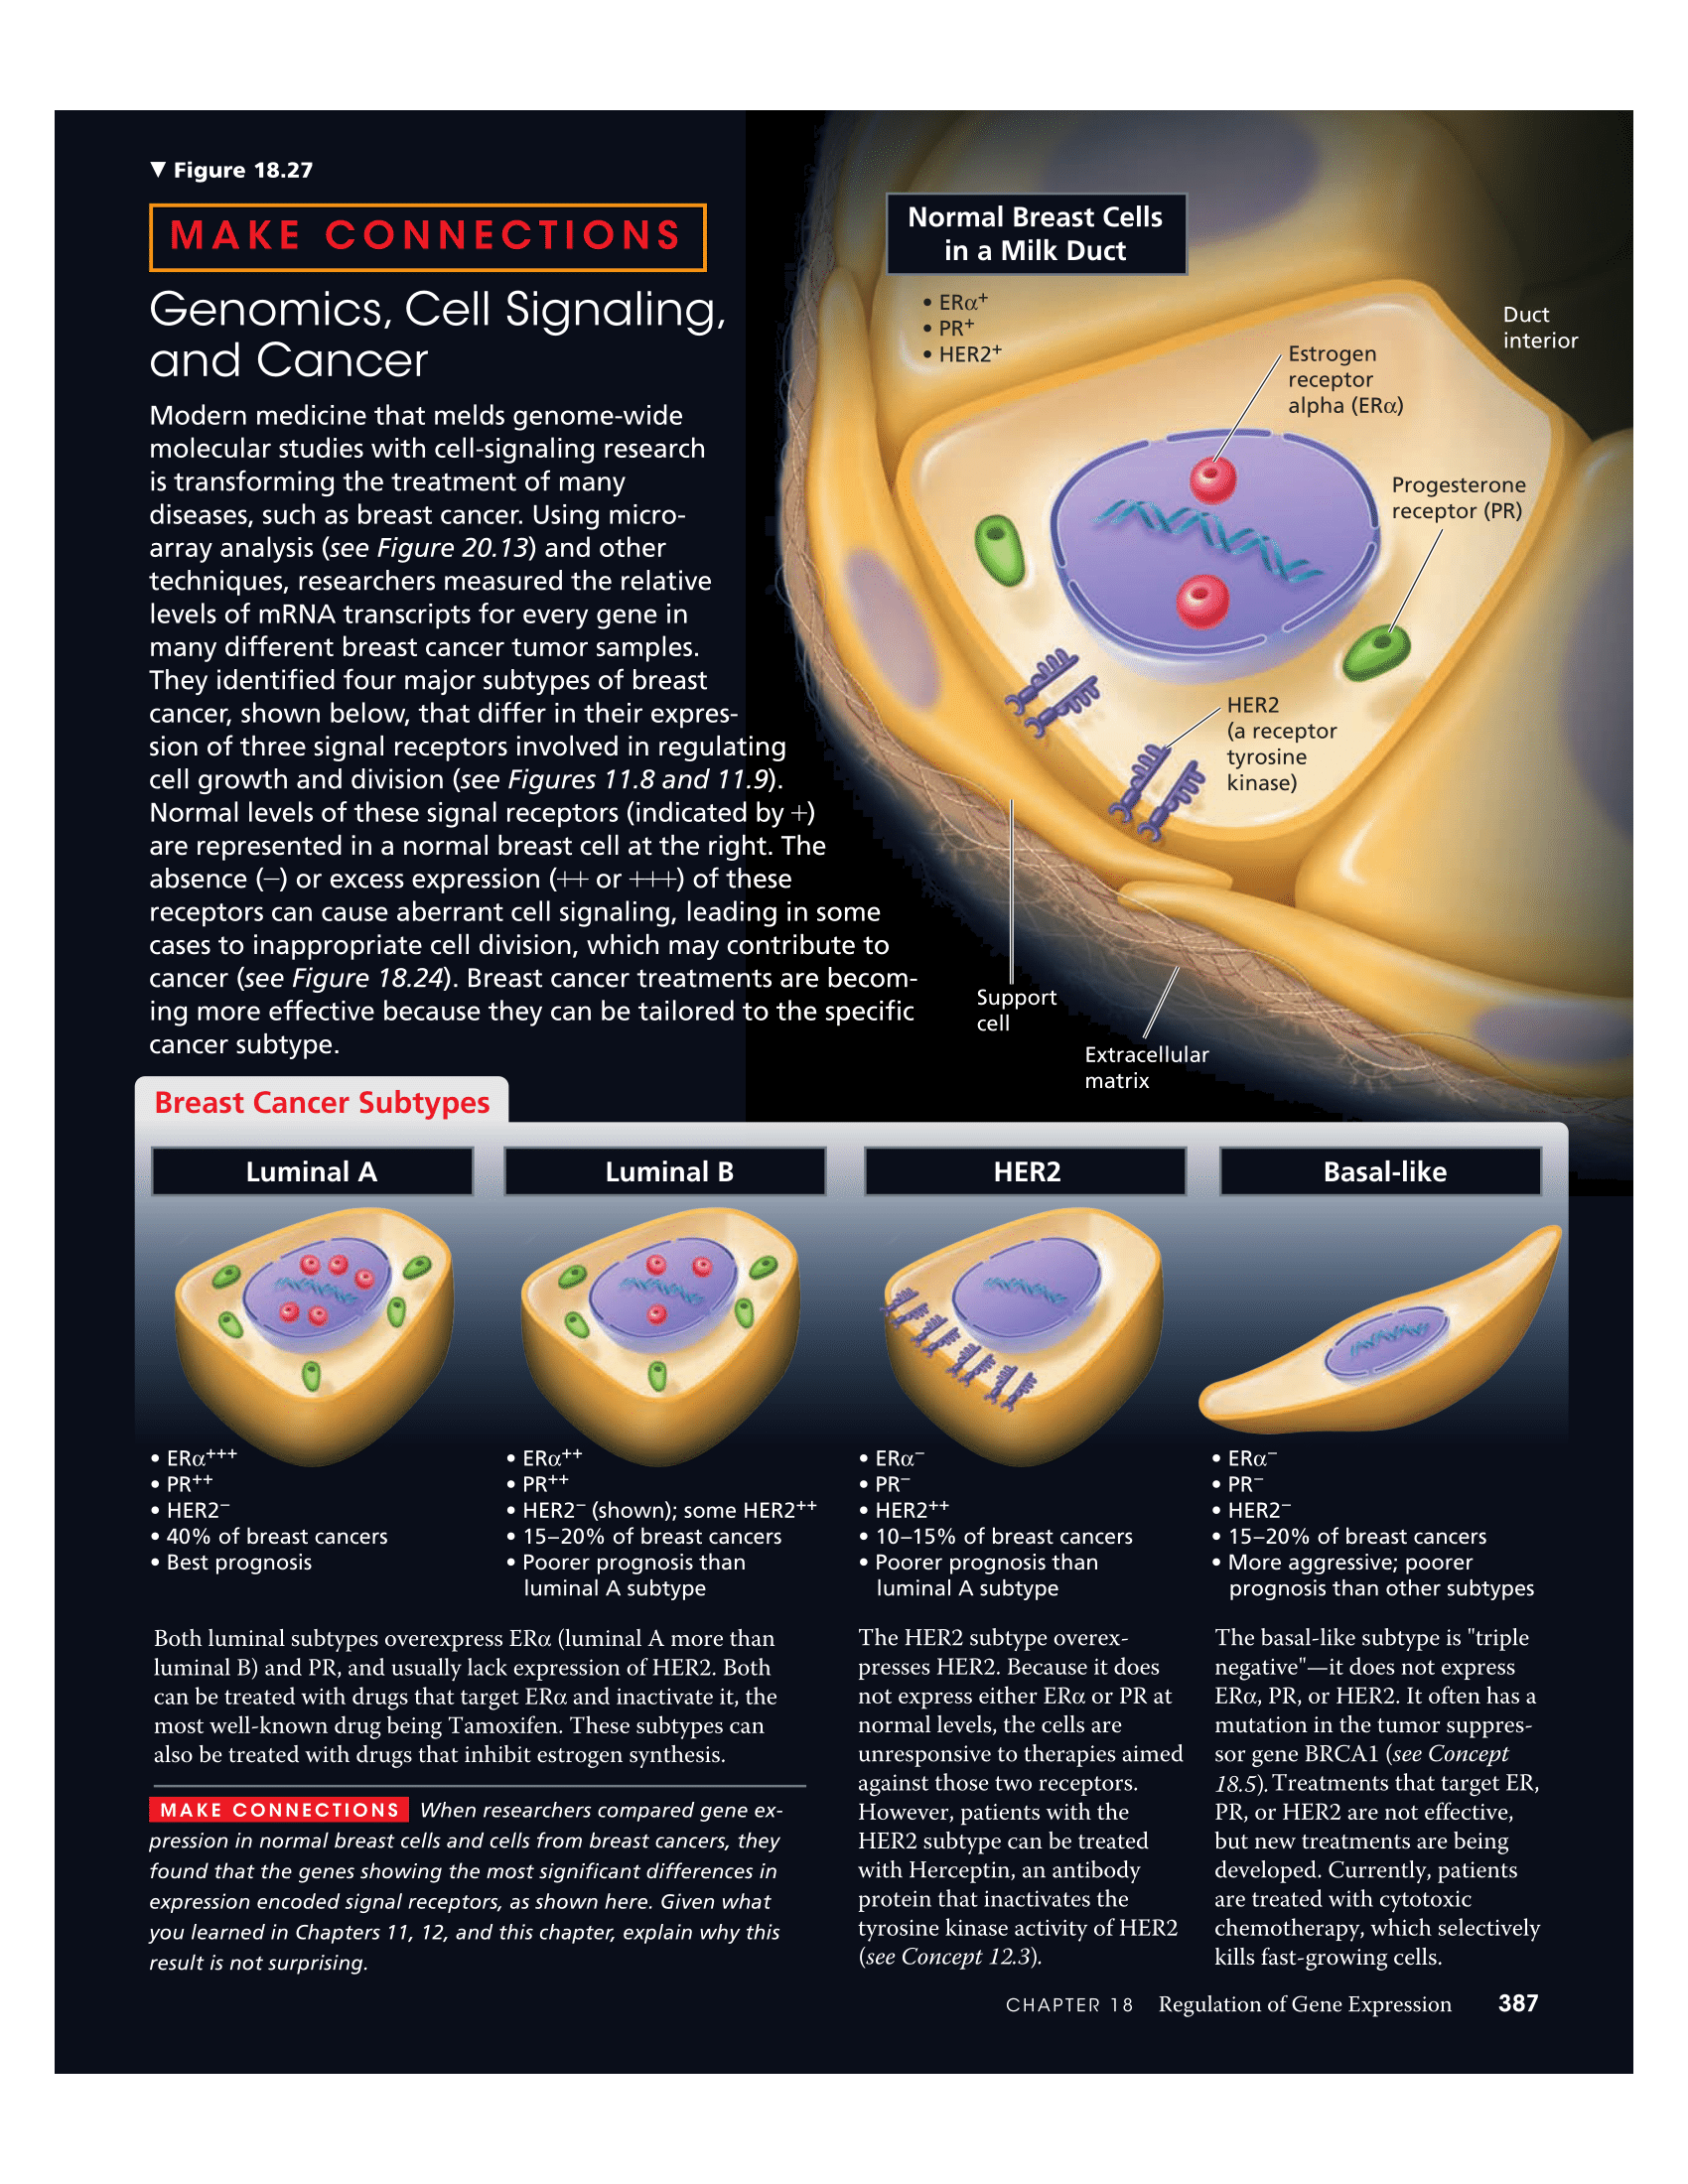 ▼ Figure 18.27
MAKE CONNECTIONS
Genomics, Cell Signaling,
and Cancer
Modern medicine that melds genome-wide
molecular studies with cell-signaling research
is transforming the treatment of many
diseases, such as breast cancer. Using micro-
array analysis (see Figure 20.13) and other
techniques, researchers measured the relative
levels of mRNA transcripts for every gene in
many different breast cancer tumor samples.
They identified four major subtypes of breast
cancer, shown below, that differ in their expres-
sion of three signal receptors involved in regulating
cell growth and division (see Figures 11.8 and 11.9).
Normal levels of these signal receptors (indicated by +)
are represented in a normal breast cell at the right. The
absence (–) or excess expression (++ or +++) of these
receptors can cause aberrant cell signaling, leading in some
cases to inappropriate cell division, which may contribute to
cancer (see Figure 18.24). Breast cancer treatments are becom-
ing more effective because they can be tailored to the specific
cancer subtype.
Normal Breast Cells
in a Milk Duct
• ERα⁺
• PR⁺
• HER2⁺
Duct
interior
Estrogen
receptor
alpha (ERα)
Progesterone
receptor (PR)
HER2
(a receptor
tyrosine
kinase)
Support
cell
Extracellular
matrix
Breast Cancer Subtypes
Luminal A
• ERα⁺⁺⁺
• PR⁺⁺
• HER2⁻
• 40% of breast cancers
• Best prognosis
Luminal B
• ERα⁺⁺
• PR⁺⁺
• HER2⁻ (shown); some HER2⁺⁺
• 15–20% of breast cancers
• Poorer prognosis than
luminal A subtype
HER2
• ERα⁻
• PR⁻
• HER2⁺⁺
• 10–15% of breast cancers
• Poorer prognosis than
luminal A subtype
Basal-like
• ERα⁻
• PR⁻
• HER2⁻
• 15–20% of breast cancers
• More aggressive; poorer
prognosis than other subtypes
Both luminal subtypes overexpress ERα (luminal A more than
luminal B) and PR, and usually lack expression of HER2. Both
can be treated with drugs that target ERα and inactivate it, the
most well-known drug being Tamoxifen. These subtypes can
also be treated with drugs that inhibit estrogen synthesis.
MAKE CONNECTIONS When researchers compared gene ex-
pression in normal breast cells and cells from breast cancers, they
found that the genes showing the most significant differences in
expression encoded signal receptors, as shown here. Given what
you learned in Chapters 11, 12, and this chapter, explain why this
result is not surprising.
The HER2 subtype overex-
presses HER2. Because it does
not express either ERα or PR at
normal levels, the cells are
unresponsive to therapies aimed
against those two receptors.
However, patients with the
HER2 subtype can be treated
with Herceptin, an antibody
protein that inactivates the
tyrosine kinase activity of HER2
(see Concept 12.3).
The basal-like subtype is "triple
negative"—it does not express
ERα, PR, or HER2. It often has a
mutation in the tumor suppres-
sor gene BRCA1 (see Concept
18.5). Treatments that target ER,
PR, or HER2 are not effective,
but new treatments are being
developed. Currently, patients
are treated with cytotoxic
chemotherapy, which selectively
kills fast-growing cells.
CHAPTER 18 Regulation of Gene Expression 387